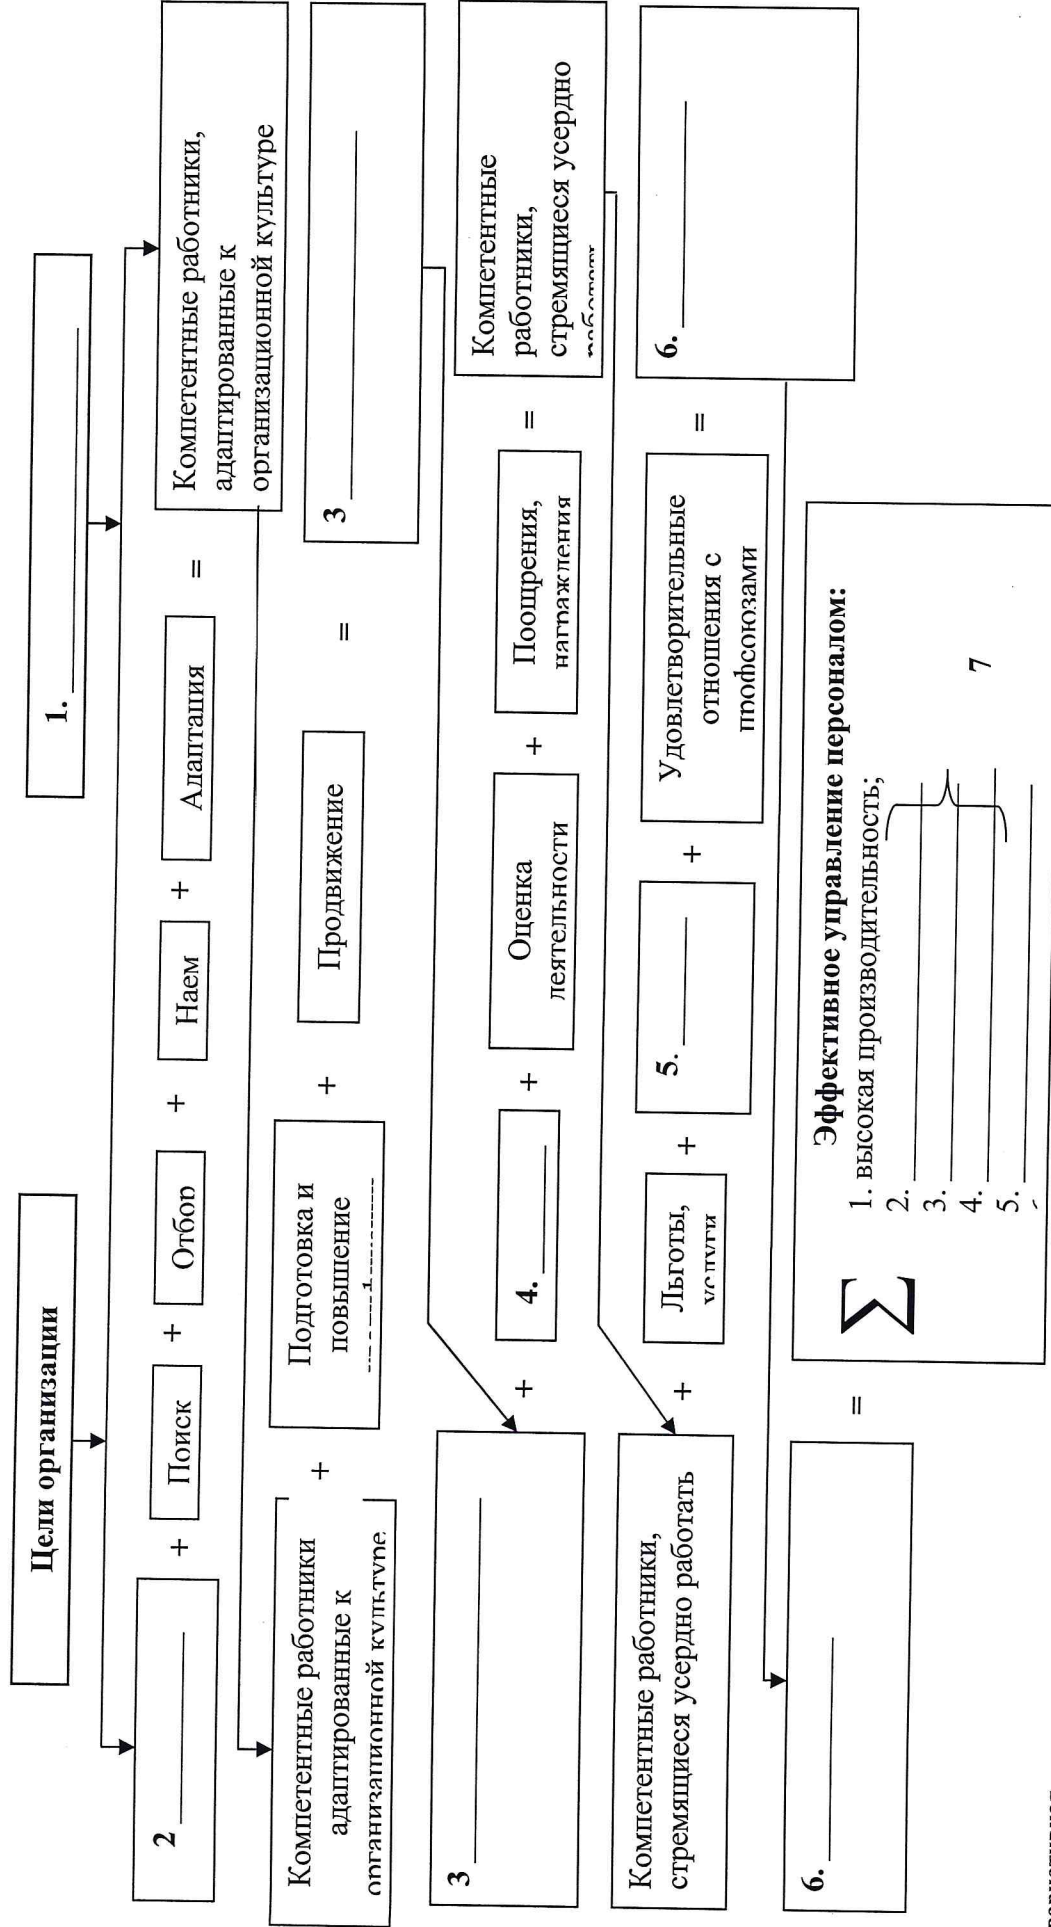 Цели организации
1.
2
+
Поиск
+
Отбор
+
Наем
+
Адаптация
=
Компетентные работники,
адаптированные к
организационной культуре
Компетентные работники
адаптированные к
организационной культуре
+
Подготовка и
повышение
+
Продвижение
=
3
3
+
4.
+
Оценка
деятельности
+
Поощрения,
награждения
=
Компетентные
работники,
стремящиеся усердно
работать
Компетентные работники,
стремящиеся усердно работать
+
Льготы,
услуги
+
5.
+
Удовлетворительные
отношения с
профсоюзами
=
6.
6.
=
Σ
Эффективное управление персоналом:
1. высокая производительность;
2.
3.
4.
5.
7